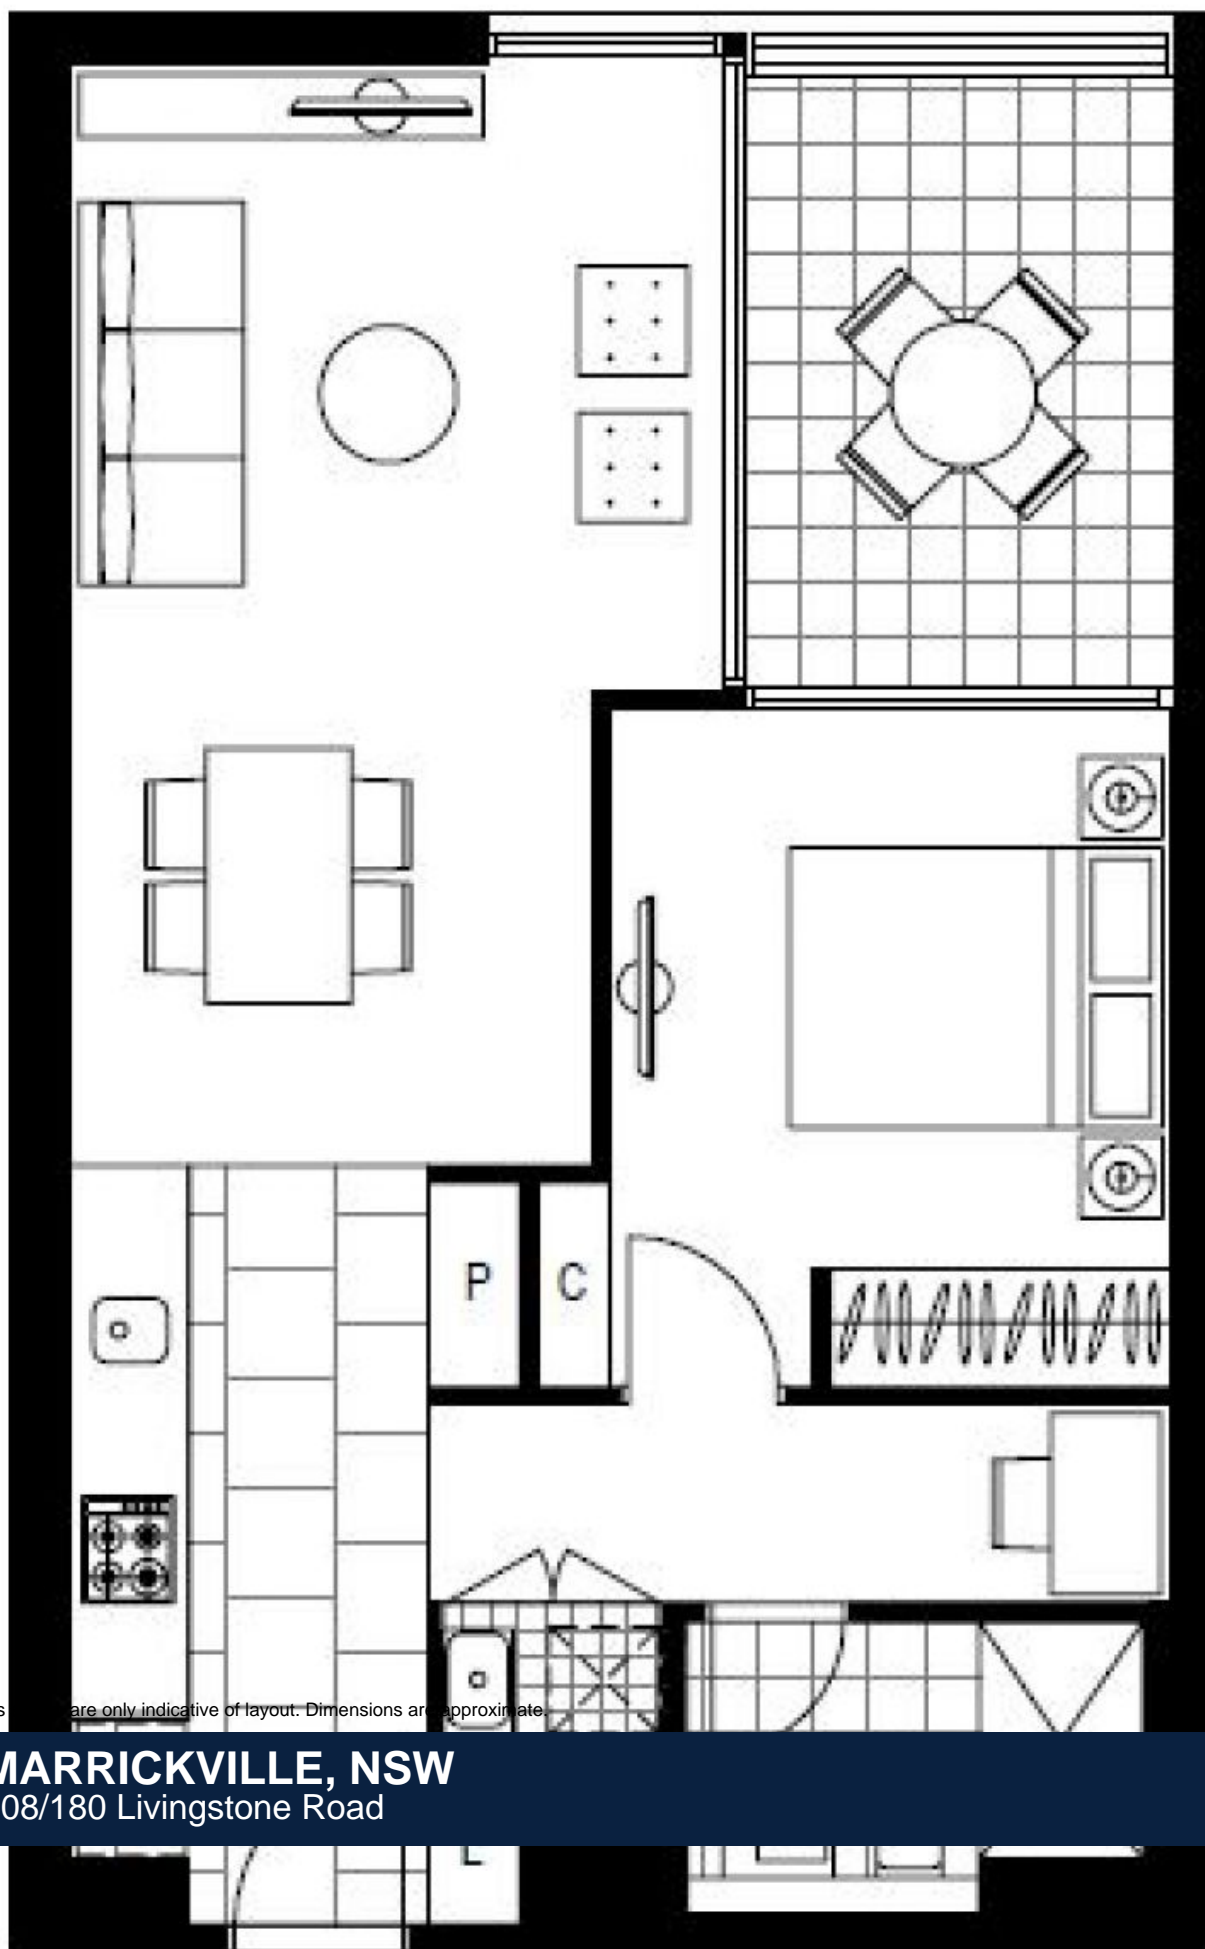 P C
are only indicative of layout. Dimensions are approximate.
MARRICKVILLE, NSW
08/180 Livingstone Road
L